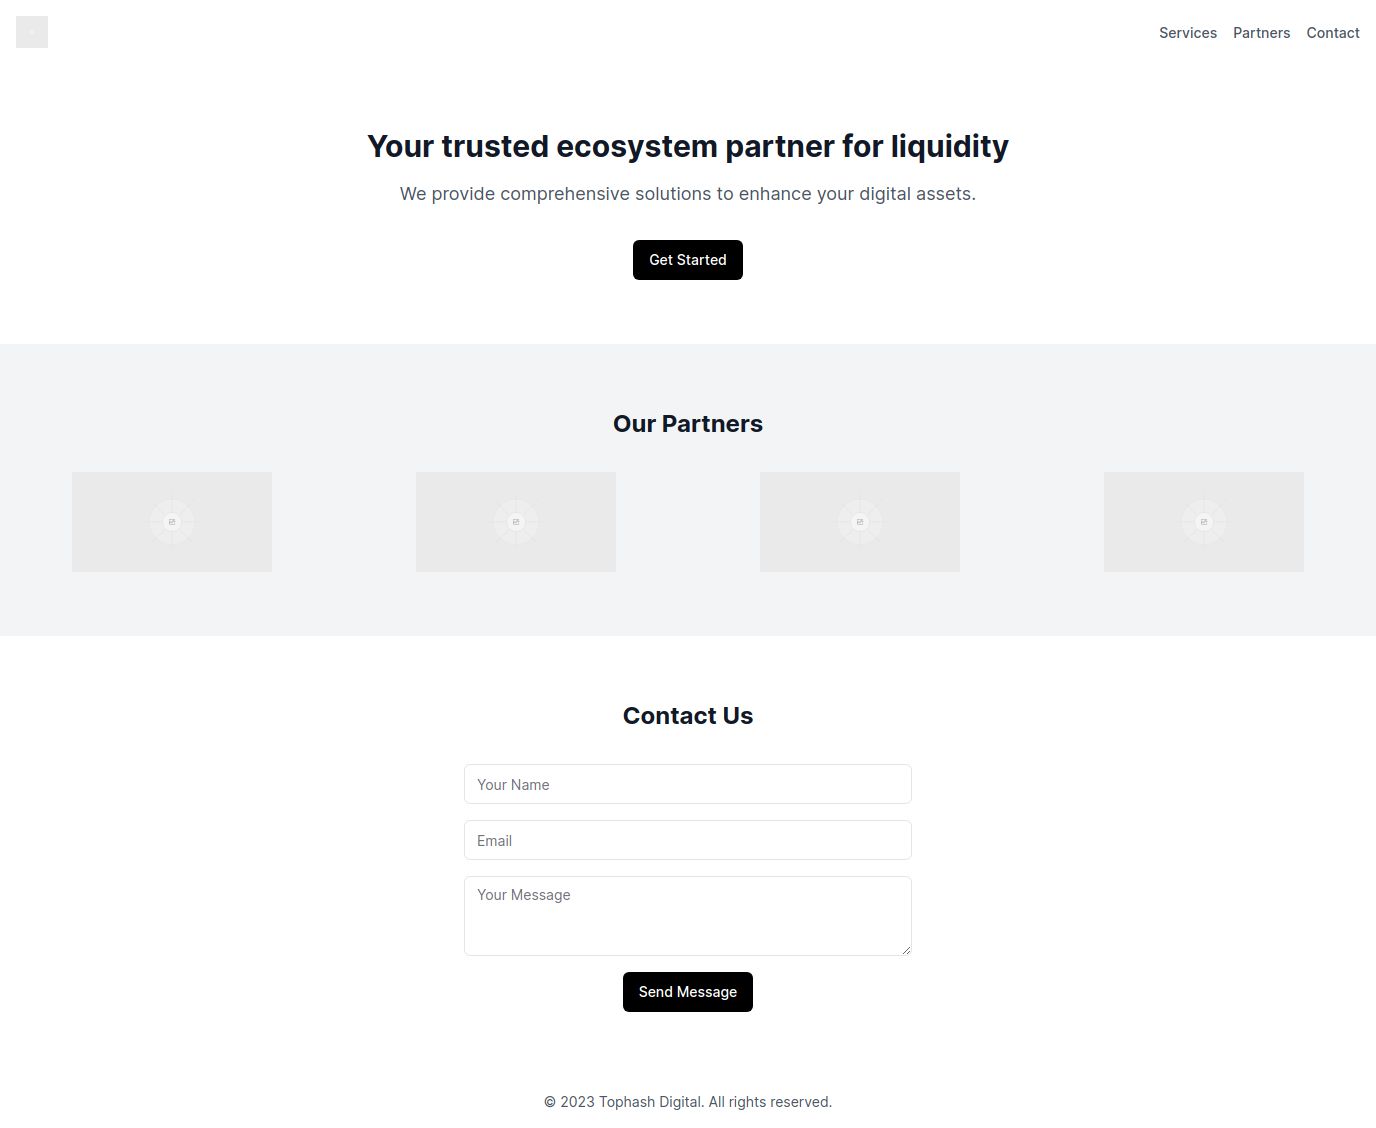 Services Partners Contact
Your trusted ecosystem partner for liquidity
We provide comprehensive solutions to enhance your digital assets.
Get Started
Our Partners
Contact Us
Your Name
Email
Your Message
Send Message
© 2023 Tophash Digital. All rights reserved.